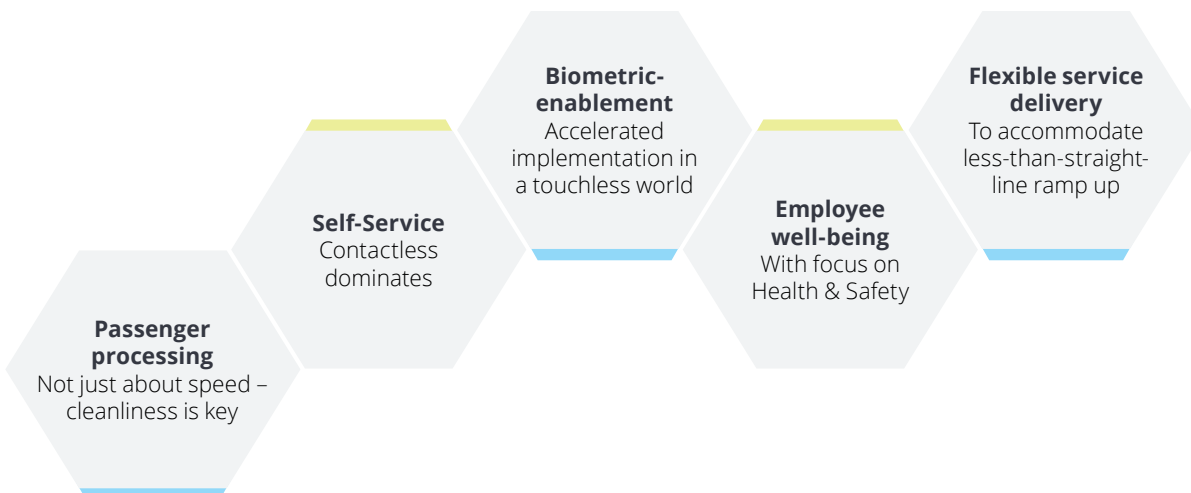 Passenger
processing
Not just about speed –
cleanliness is key
Self-Service
Contactless
dominates
Biometric-
enablement
Accelerated
implementation in
a touchless world
Employee
well-being
With focus on
Health & Safety
Flexible service
delivery
To accommodate
less-than-straight-
line ramp up